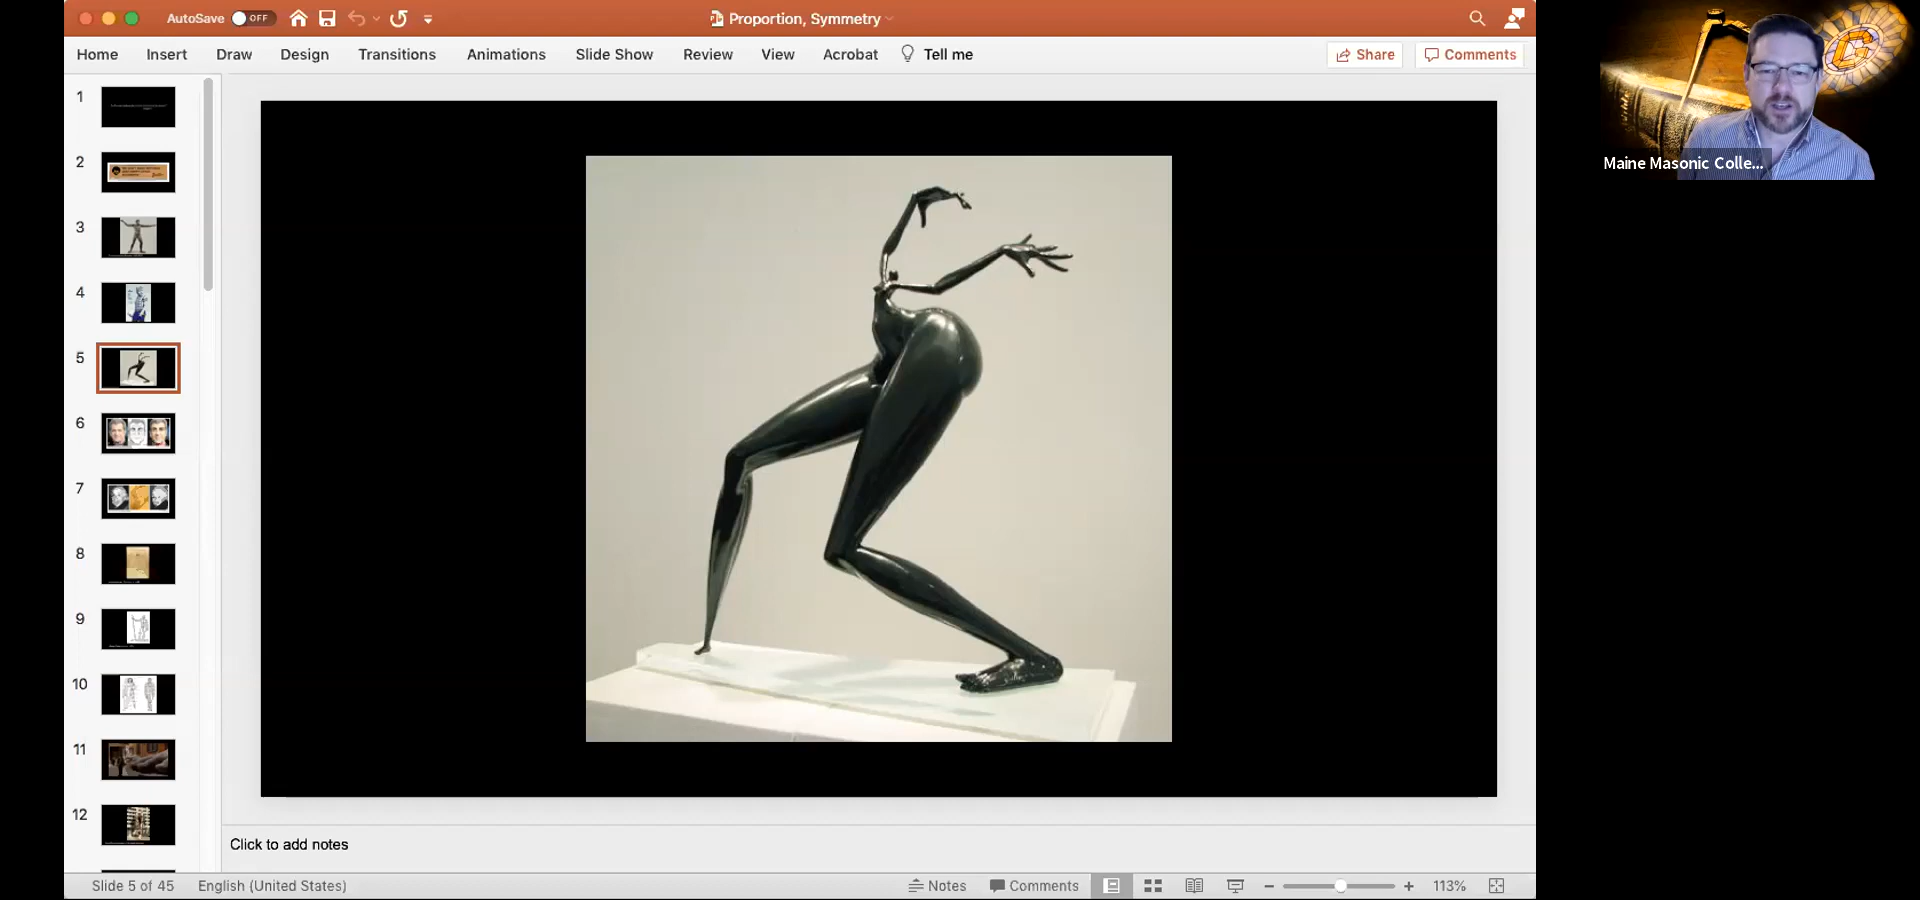 AutoSave OFF
Proportion, Symmetry
Home Insert Draw Design Transitions Animations Slide Show Review View Acrobat Tell me Share Comments
Maine Masonic Colle...
1
2
3
4
5
6
7
8
9
10
11
12
G
Click to add notes
Slide 5 of 45 English (United States) Notes Comments 113%